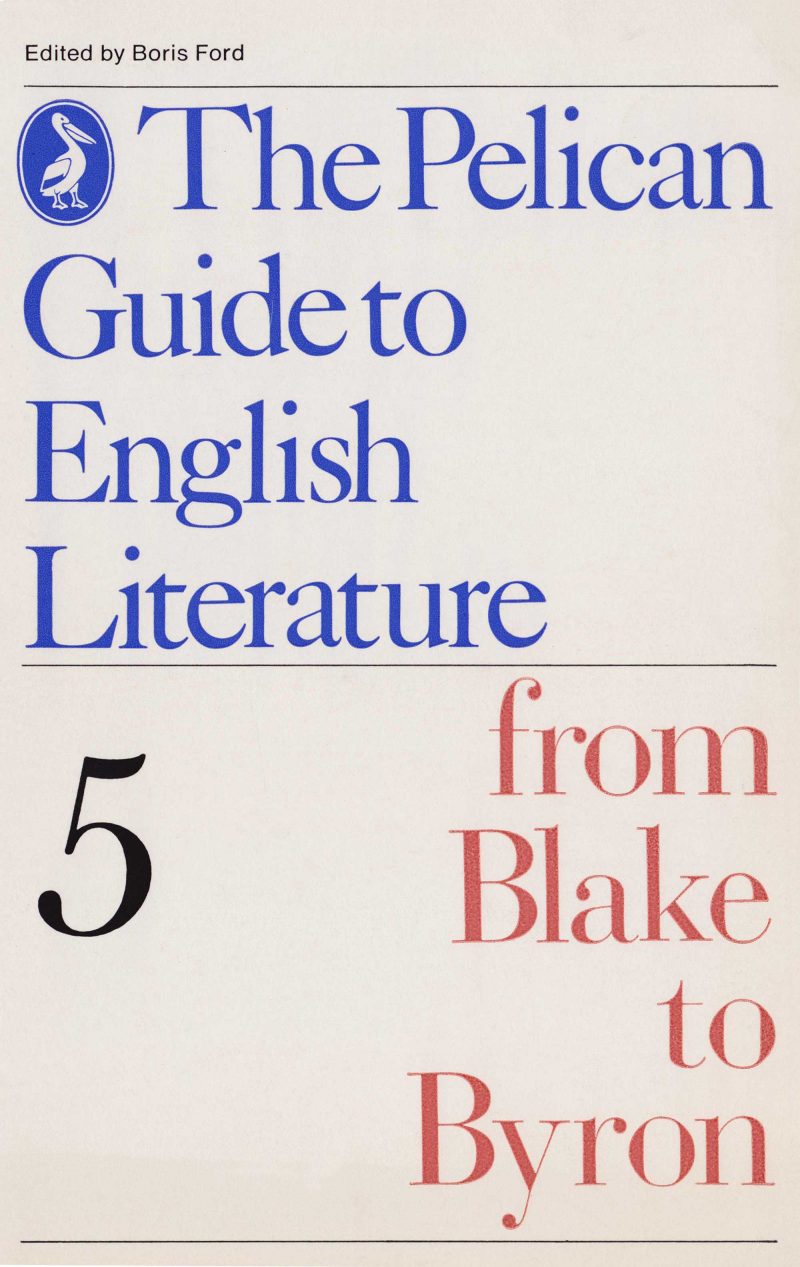 Edited by Boris Ford
The Pelican
Guide to
English
Literature
5
from
Blake
to
Byron